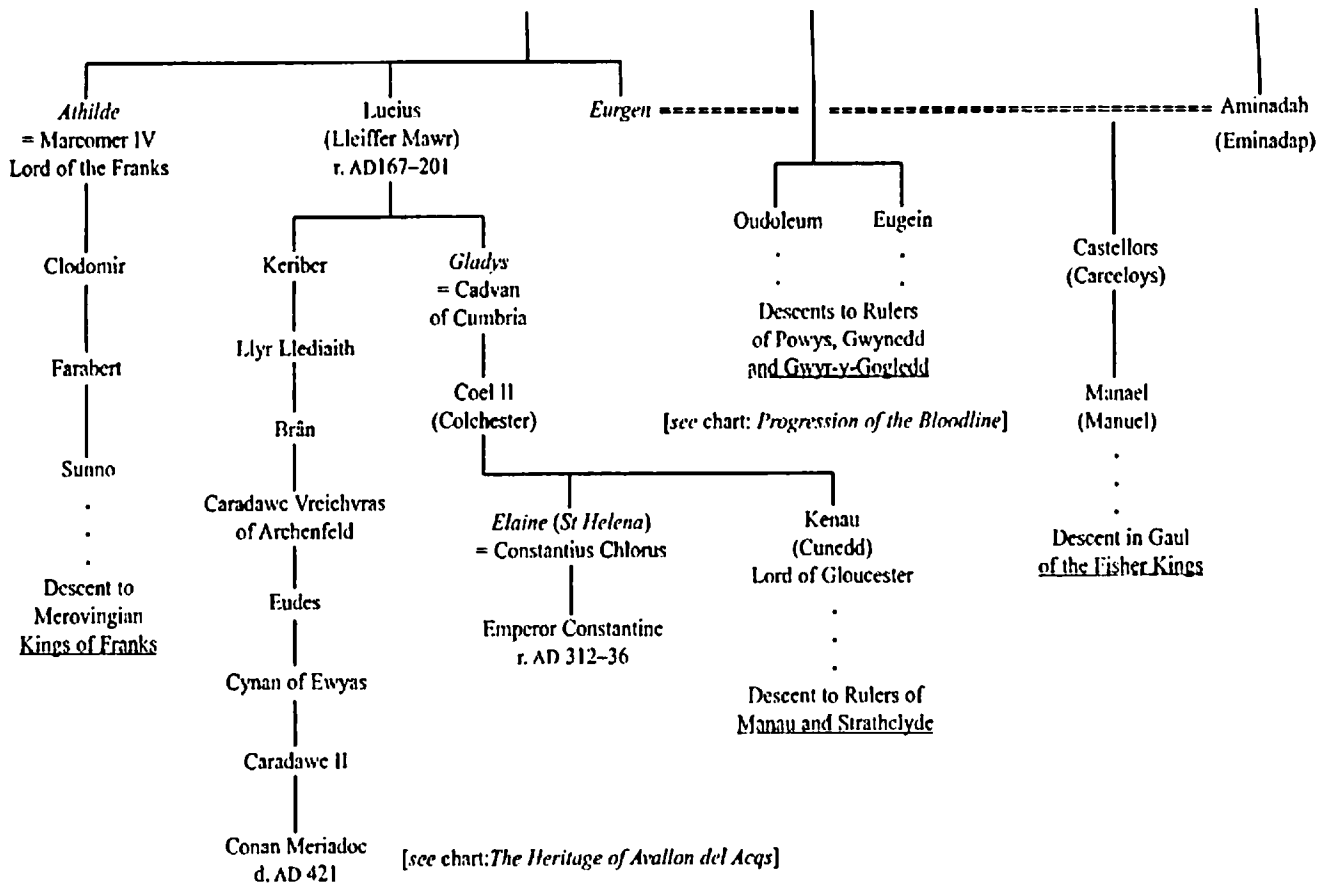 Athilde
= Marcomer IV
Lord of the Franks
Lucius
(Lleiffer Mawr)
r. AD167–201
Eurgen
Aminadah
(Eminadap)
Oudoleum
Eugein
Clodomir
Keriber
Gladys
= Cadvan
of Cumbria
Castellors
(Carceloys)
Descents to Rulers
of Powys, Gwynedd
and Gwyr-y-Gogledd
Farabert
Llyr Llediaith
Coel II
(Colchester)
Manael
(Manuel)
[see chart: Progression of the Bloodline]
Brân
Sunno
Caradawc Vreichvras
of Archenfeld
Elaine (St Helena)
= Constantius Chlorus
Kenau
(Cunedd)
Lord of Gloucester
Descent in Gaul
of the Fisher Kings
Descent to
Merovingian
Kings of Franks
Eudes
Emperor Constantine
r. AD 312–36
Cynan of Ewyas
Descent to Rulers of
Manau and Strathclyde
Caradawc II
Conan Meriadoc
d. AD 421
[see chart:The Heritage of Avallon del Acqs]